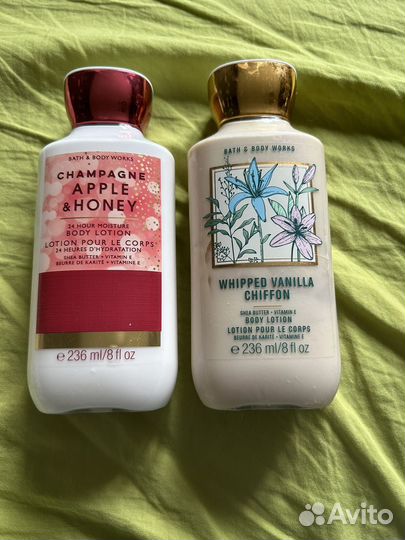 BATH & BODY WORKS
CHAMPAGNE
APPLE
& HONEY
24 HOUR MOISTURE
BODY LOTION
LOTION POUR LE CORPS
24 HEURES D'HYDRATATION
SHEA BUTTER • VITAMIN E
BEURRE DE KARITÉ • VITAMINE E
e 236 ml/8 fl oz
BATH & BODY WORKS
WHIPPED VANILLA
CHIFFON
SHEA BUTTER • VITAMIN E
BODY LOTION
LOTION POUR LE CORPS
BEURRE DE KARITÉ • VITAMINE E
e 236 ml/8 fl oz
Avito